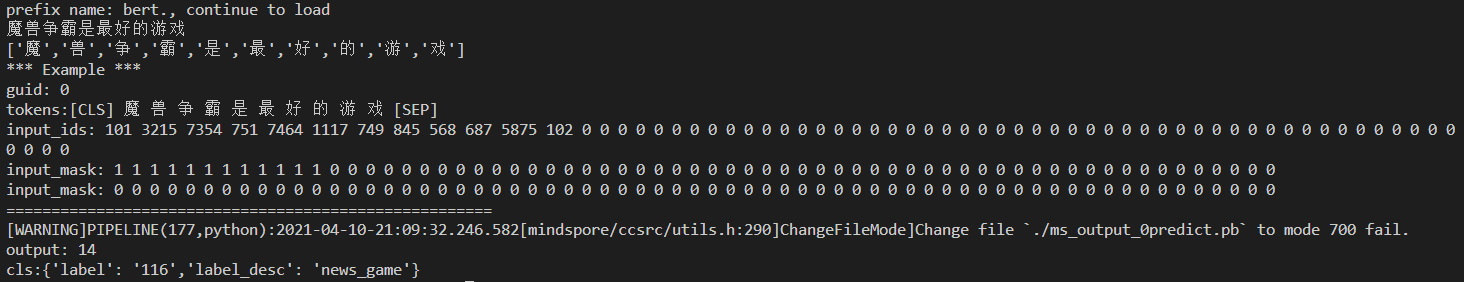 prefix name: bert., continue to load
魔兽争霸是最好的游戏
['魔','兽','争','霸','是','最','好','的','游','戏']
*** Example ***
guid: 0
tokens:[CLS] 魔 兽 争 霸 是 最 好 的 游 戏 [SEP]
input_ids: 101 3215 7354 751 7464 1117 749 845 568 687 5875 102 0 0 0 0 0 0 0 0 0 0 0 0 0 0 0 0 0 0 0 0 0 0 0 0 0 0 0 0 0 0 0 0 0 0 0 0 0 0 0 0 0 0 0 0 0 0 0 0 0
0 0 0 0
input_mask: 1 1 1 1 1 1 1 1 1 1 1 1 0 0 0 0 0 0 0 0 0 0 0 0 0 0 0 0 0 0 0 0 0 0 0 0 0 0 0 0 0 0 0 0 0 0 0 0 0 0 0 0 0 0 0 0 0 0 0 0 0 0 0 0 0
input_mask: 0 0 0 0 0 0 0 0 0 0 0 0 0 0 0 0 0 0 0 0 0 0 0 0 0 0 0 0 0 0 0 0 0 0 0 0 0 0 0 0 0 0 0 0 0 0 0 0 0 0 0 0 0 0 0 0 0 0 0 0 0 0 0 0 0
======================================================
[WARNING]PIPELINE(177,python):2021-04-10-21:09:32.246.582[mindspore/ccsrc/utils.h:290]ChangeFileMode]Change file `./ms_output_0predict.pb` to mode 700 fail.
output: 14
cls:{'label': '116','label_desc': 'news_game'}